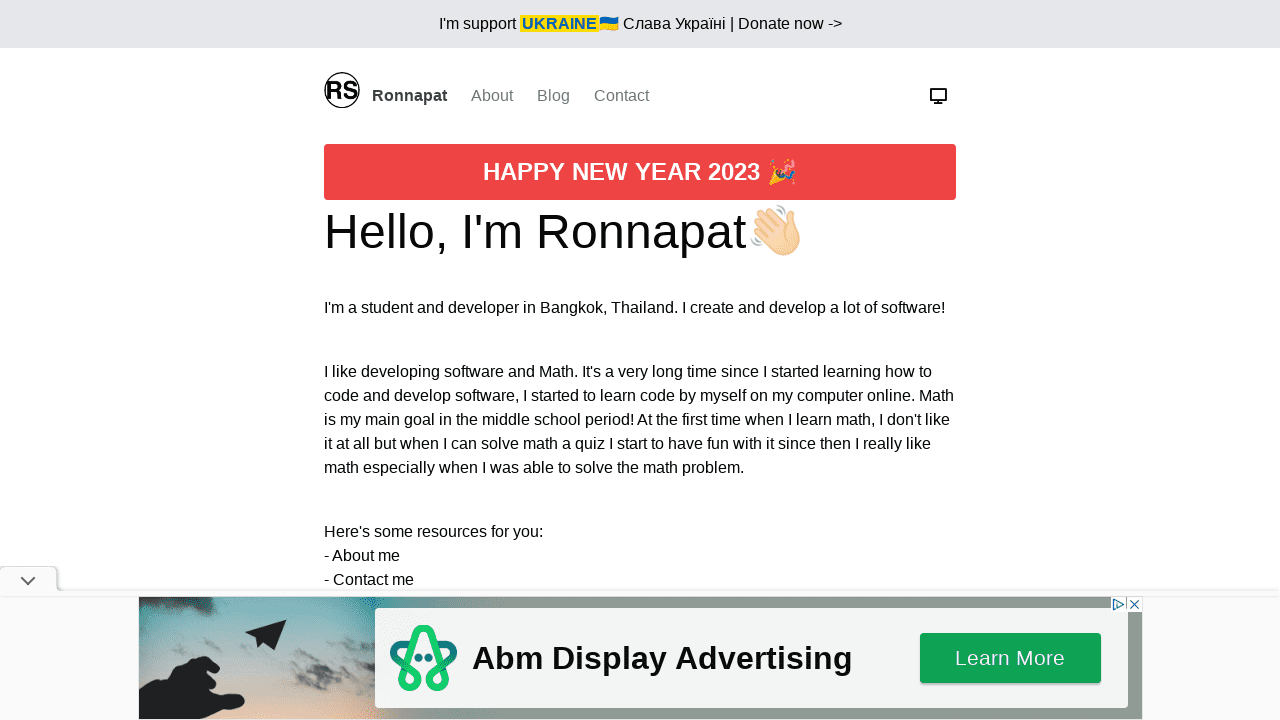 I'm support UKRAINE 🇺🇦 Слава Україні | Donate now ->
RS Ronnapat About Blog Contact
HAPPY NEW YEAR 2023 🎉
Hello, I'm Ronnapat👋🏻
I'm a student and developer in Bangkok, Thailand. I create and develop a lot of software!
I like developing software and Math. It's a very long time since I started learning how to
code and develop software, I started to learn code by myself on my computer online. Math
is my main goal in the middle school period! At the first time when I learn math, I don't like
it at all but when I can solve math a quiz I start to have fun with it since then I really like
math especially when I was able to solve the math problem.
Here's some resources for you:
- About me
- Contact me
Abm Display Advertising
Learn More